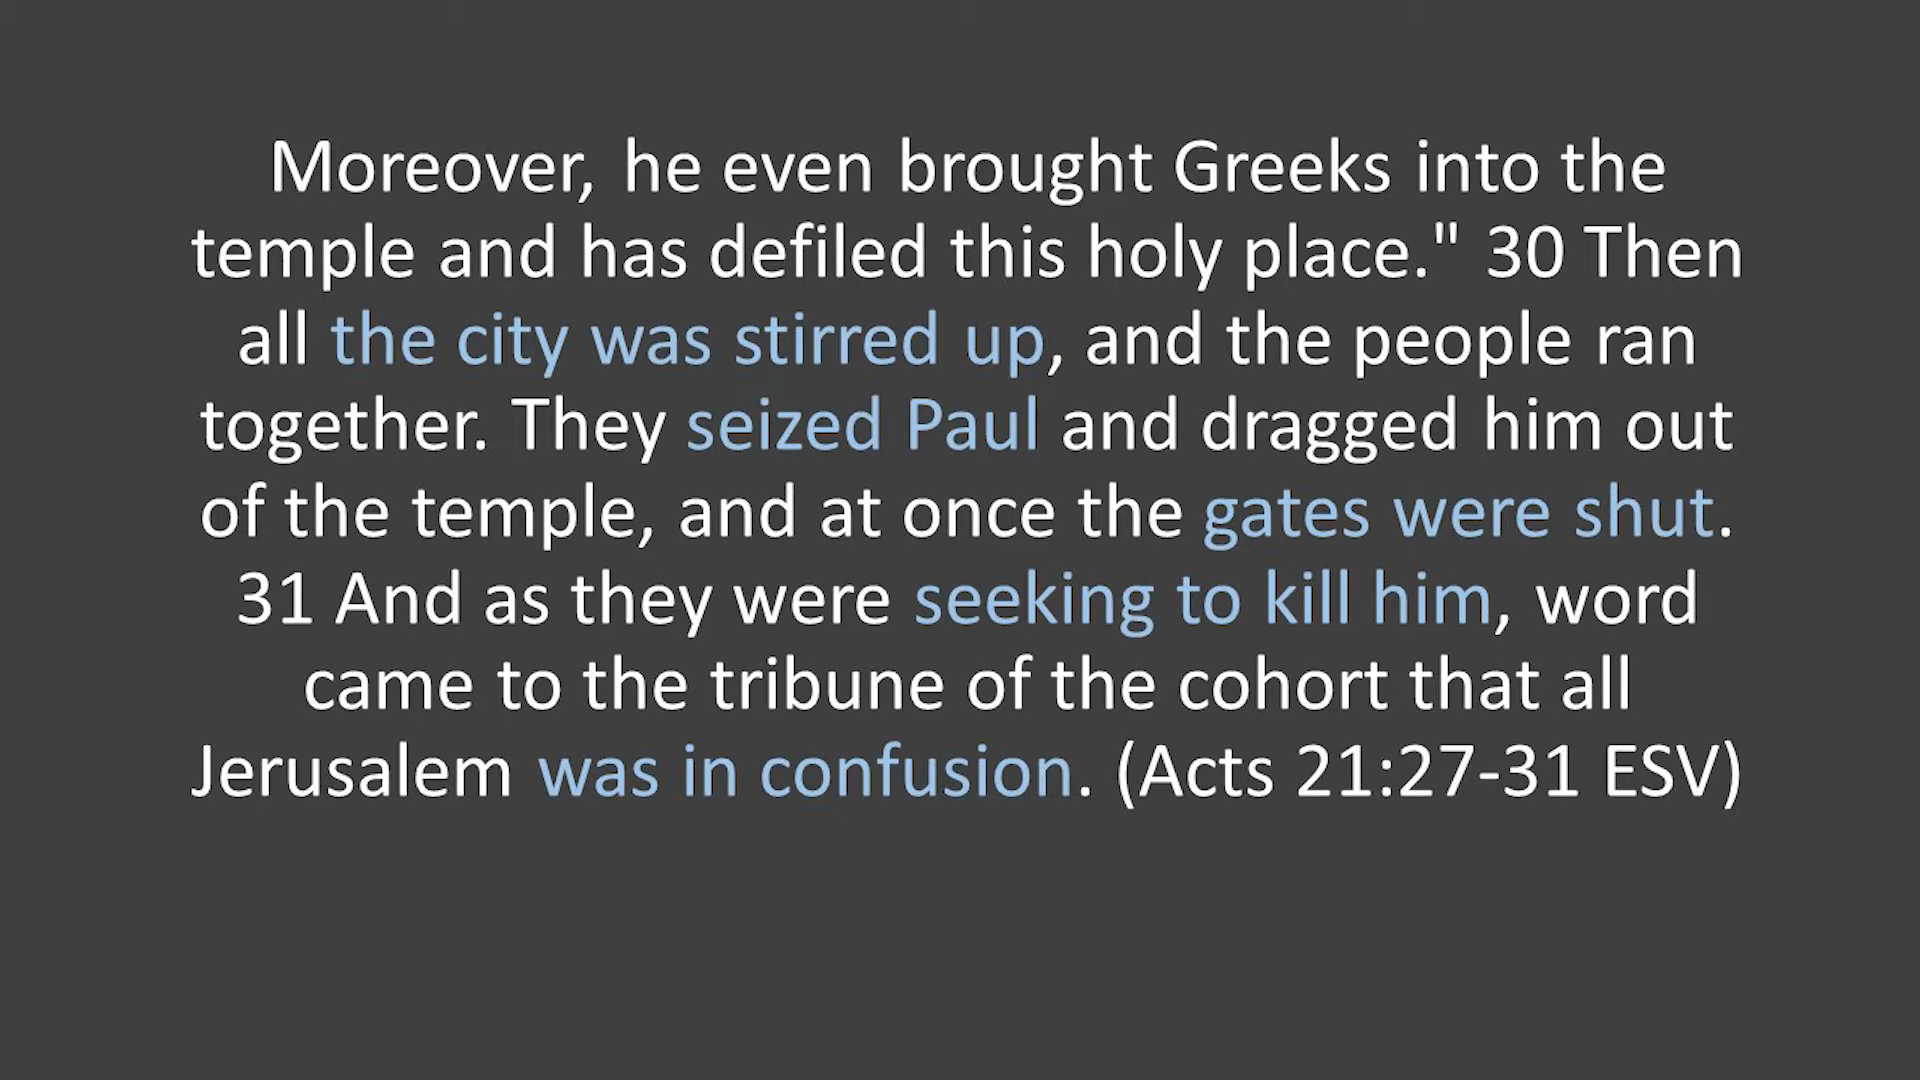 Moreover, he even brought Greeks into the
temple and has defiled this holy place." 30 Then
all the city was stirred up, and the people ran
together. They seized Paul and dragged him out
of the temple, and at once the gates were shut.
31 And as they were seeking to kill him, word
came to the tribune of the cohort that all
Jerusalem was in confusion. (Acts 21:27-31 ESV)